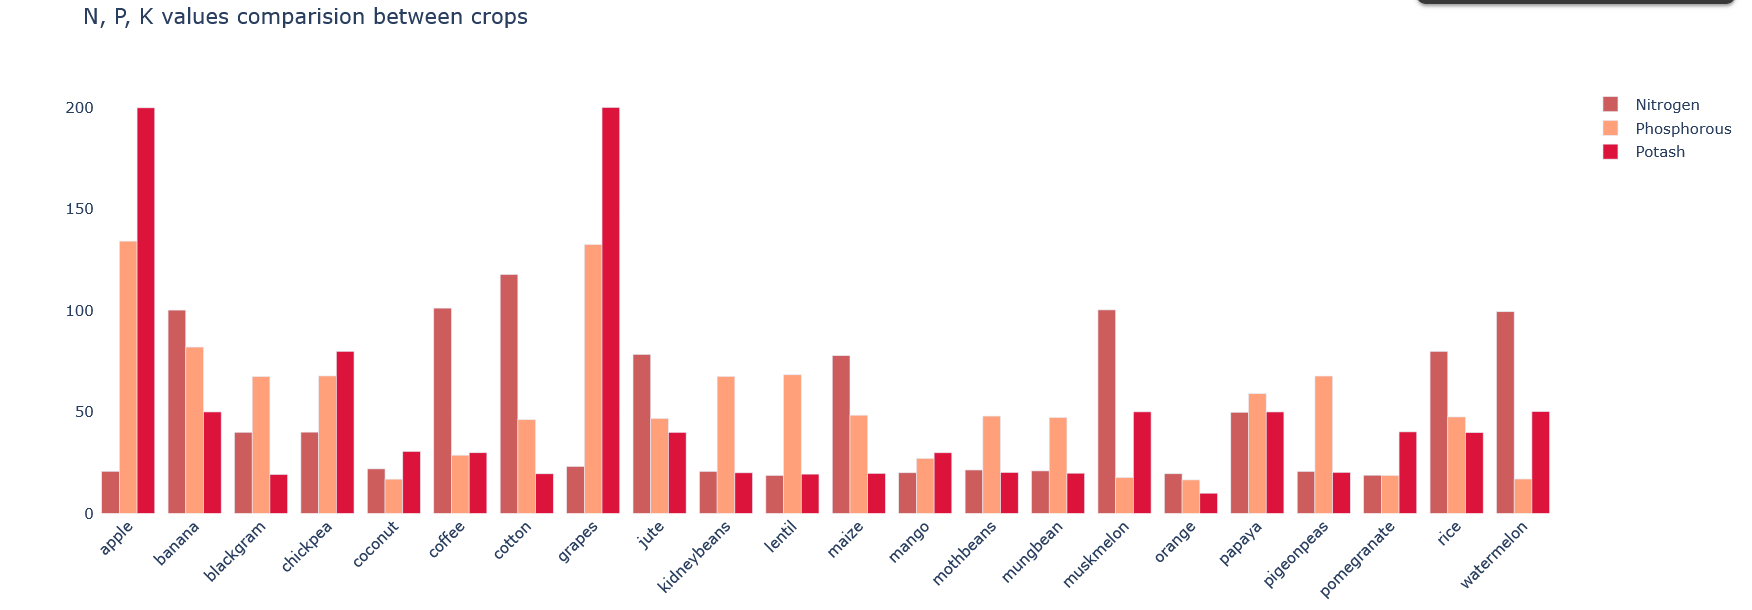 N, P, K values comparision between crops
200
150
100
50
0
Nitrogen
Phosphorous
Potash
apple
banana
blackgram
chickpea
coconut
coffee
cotton
grapes
jute
kidneybeans
lentil
maize
mango
mothbeans
mungbean
muskmelon
orange
papaya
pigeonpeas
pomegranate
rice
watermelon